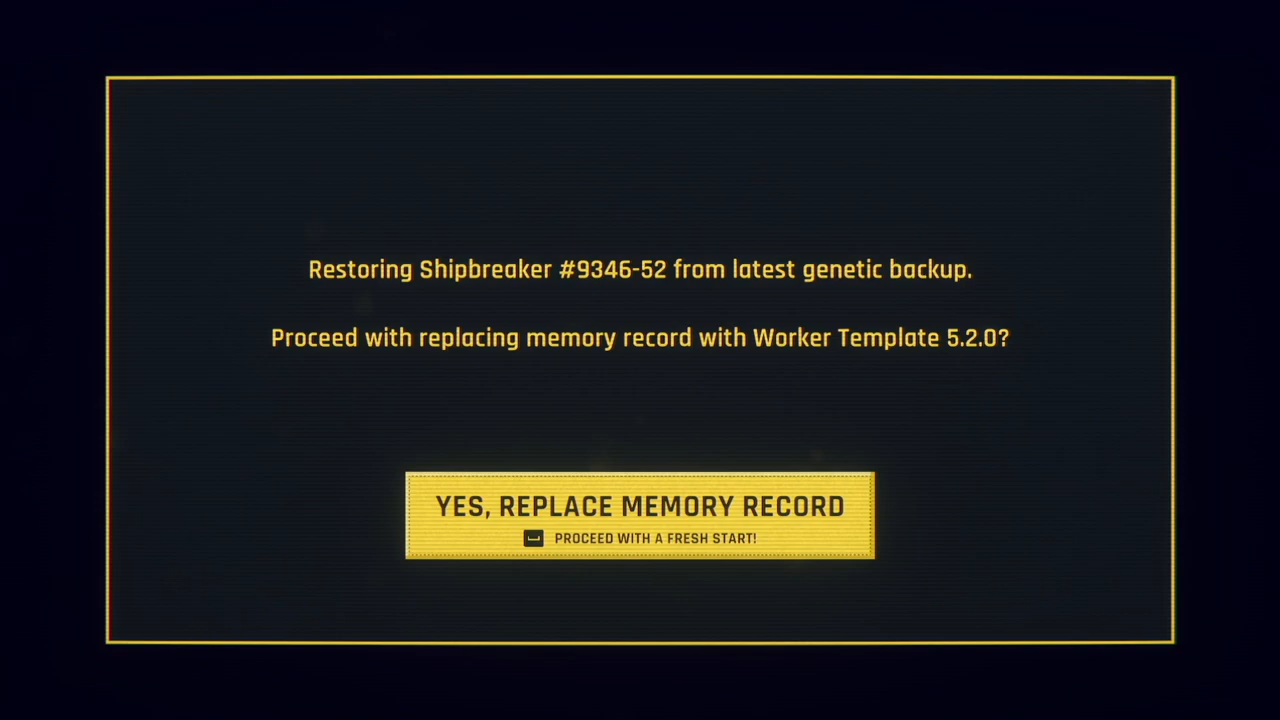 Restoring Shipbreaker #9346-52 from latest genetic backup.
Proceed with replacing memory record with Worker Template 5.2.0?
YES, REPLACE MEMORY RECORD
PROCEED WITH A FRESH START!